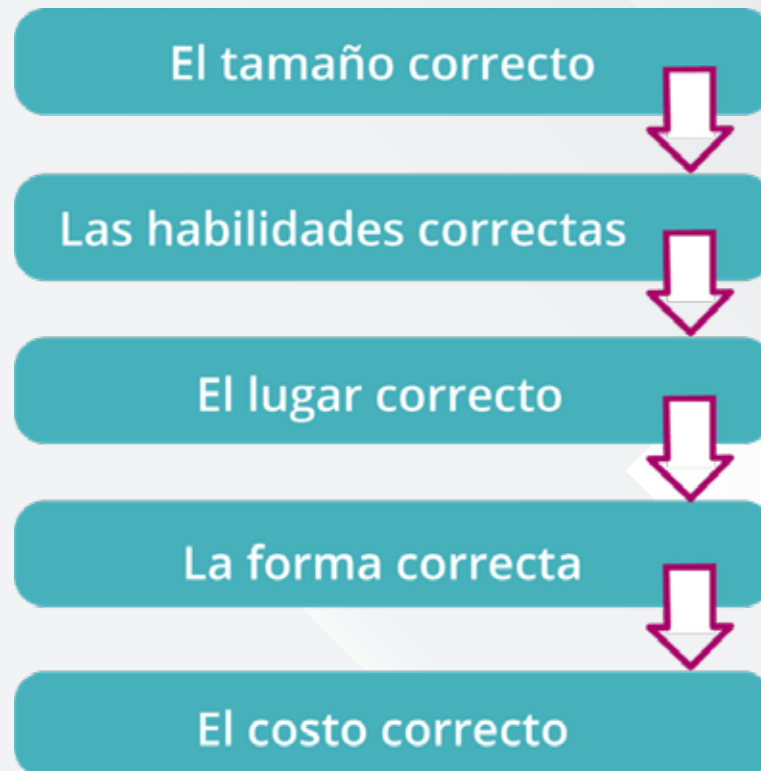 El tamaño correcto
Las habilidades correctas
El lugar correcto
La forma correcta
El costo correcto